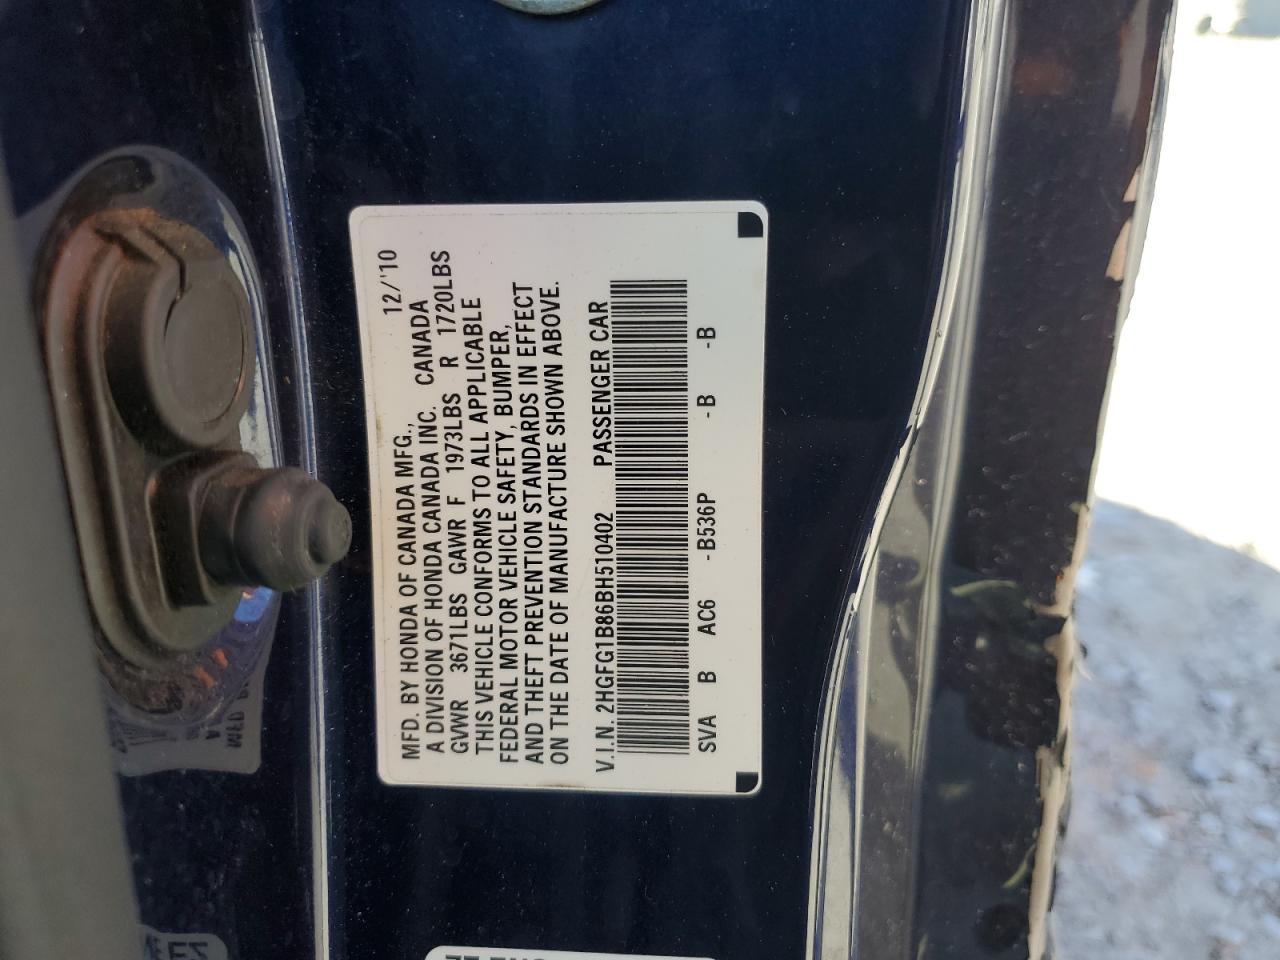 MFD. BY HONDA OF CANADA MFG., 12/'10
A DIVISION OF HONDA CANADA INC. CANADA
GVWR 3671LBS GAWR F 1973LBS R 1720LBS
THIS VEHICLE CONFORMS TO ALL APPLICABLE
FEDERAL MOTOR VEHICLE SAFETY, BUMPER,
AND THEFT PREVENTION STANDARDS IN EFFECT
ON THE DATE OF MANUFACTURE SHOWN ABOVE.
V.I.N. 2HGFG1B86BH510402 PASSENGER CAR
SVA B AC6 -B536P -B -B